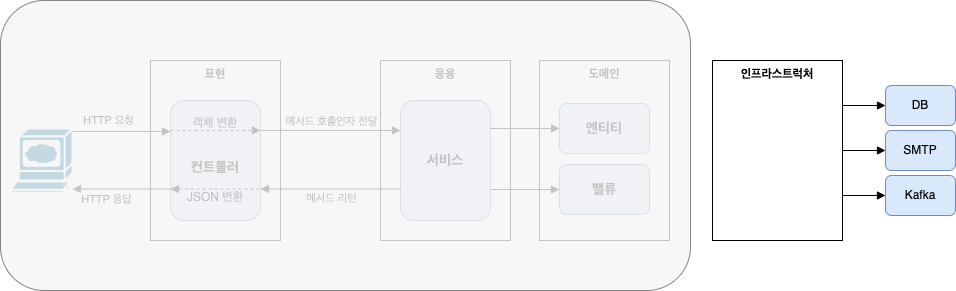 표현
응용
도메인
인프라스트럭처
HTTP 요청
객체 변환
메서드 호출인자 전달
엔티티
DB
컨트롤러
서비스
SMTP
HTTP 응답
JSON 변환
메서드 리턴
밸류
Kafka